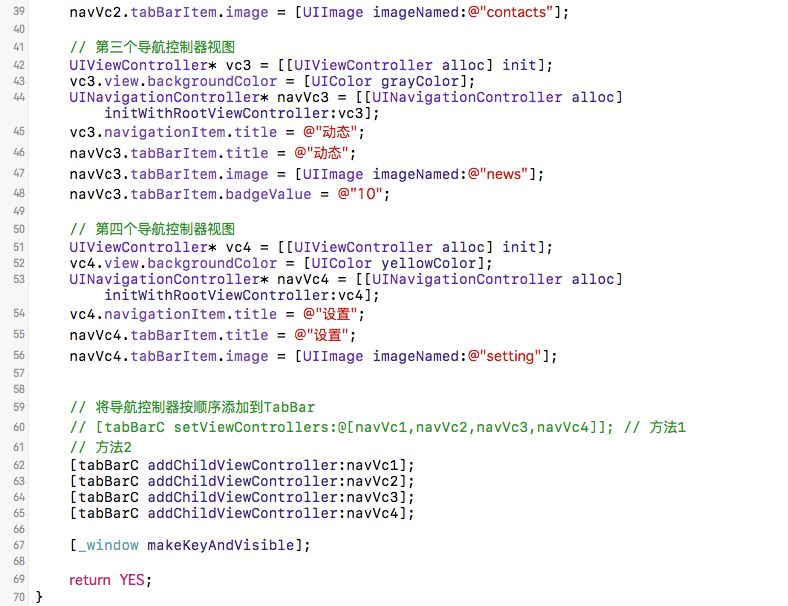 39 navVc2.tabBarItem.image = [UIImage imageNamed:@"contacts"];
40
41 // 第三个导航控制器视图
42 UIViewController* vc3 = [[UIViewController alloc] init];
43 vc3.view.backgroundColor = [UIColor grayColor];
44 UINavigationController* navVc3 = [[UINavigationController alloc]
initWithRootViewController:vc3];
45 vc3.navigationItem.title = @"动态";
46 navVc3.tabBarItem.title = @"动态";
47 navVc3.tabBarItem.image = [UIImage imageNamed:@"news"];
48 navVc3.tabBarItem.badgeValue = @"10";
49
50 // 第四个导航控制器视图
51 UIViewController* vc4 = [[UIViewController alloc] init];
52 vc4.view.backgroundColor = [UIColor yellowColor];
53 UINavigationController* navVc4 = [[UINavigationController alloc]
initWithRootViewController:vc4];
54 vc4.navigationItem.title = @"设置";
55 navVc4.tabBarItem.title = @"设置";
56 navVc4.tabBarItem.image = [UIImage imageNamed:@"setting"];
57
58
59 // 将导航控制器按顺序添加到TabBar
60 // [tabBarC setViewControllers:@[navVc1,navVc2,navVc3,navVc4]]; // 方法1
61 // 方法2
62 [tabBarC addChildViewController:navVc1];
63 [tabBarC addChildViewController:navVc2];
64 [tabBarC addChildViewController:navVc3];
65 [tabBarC addChildViewController:navVc4];
66
67 [_window makeKeyAndVisible];
68
69 return YES;
70 }